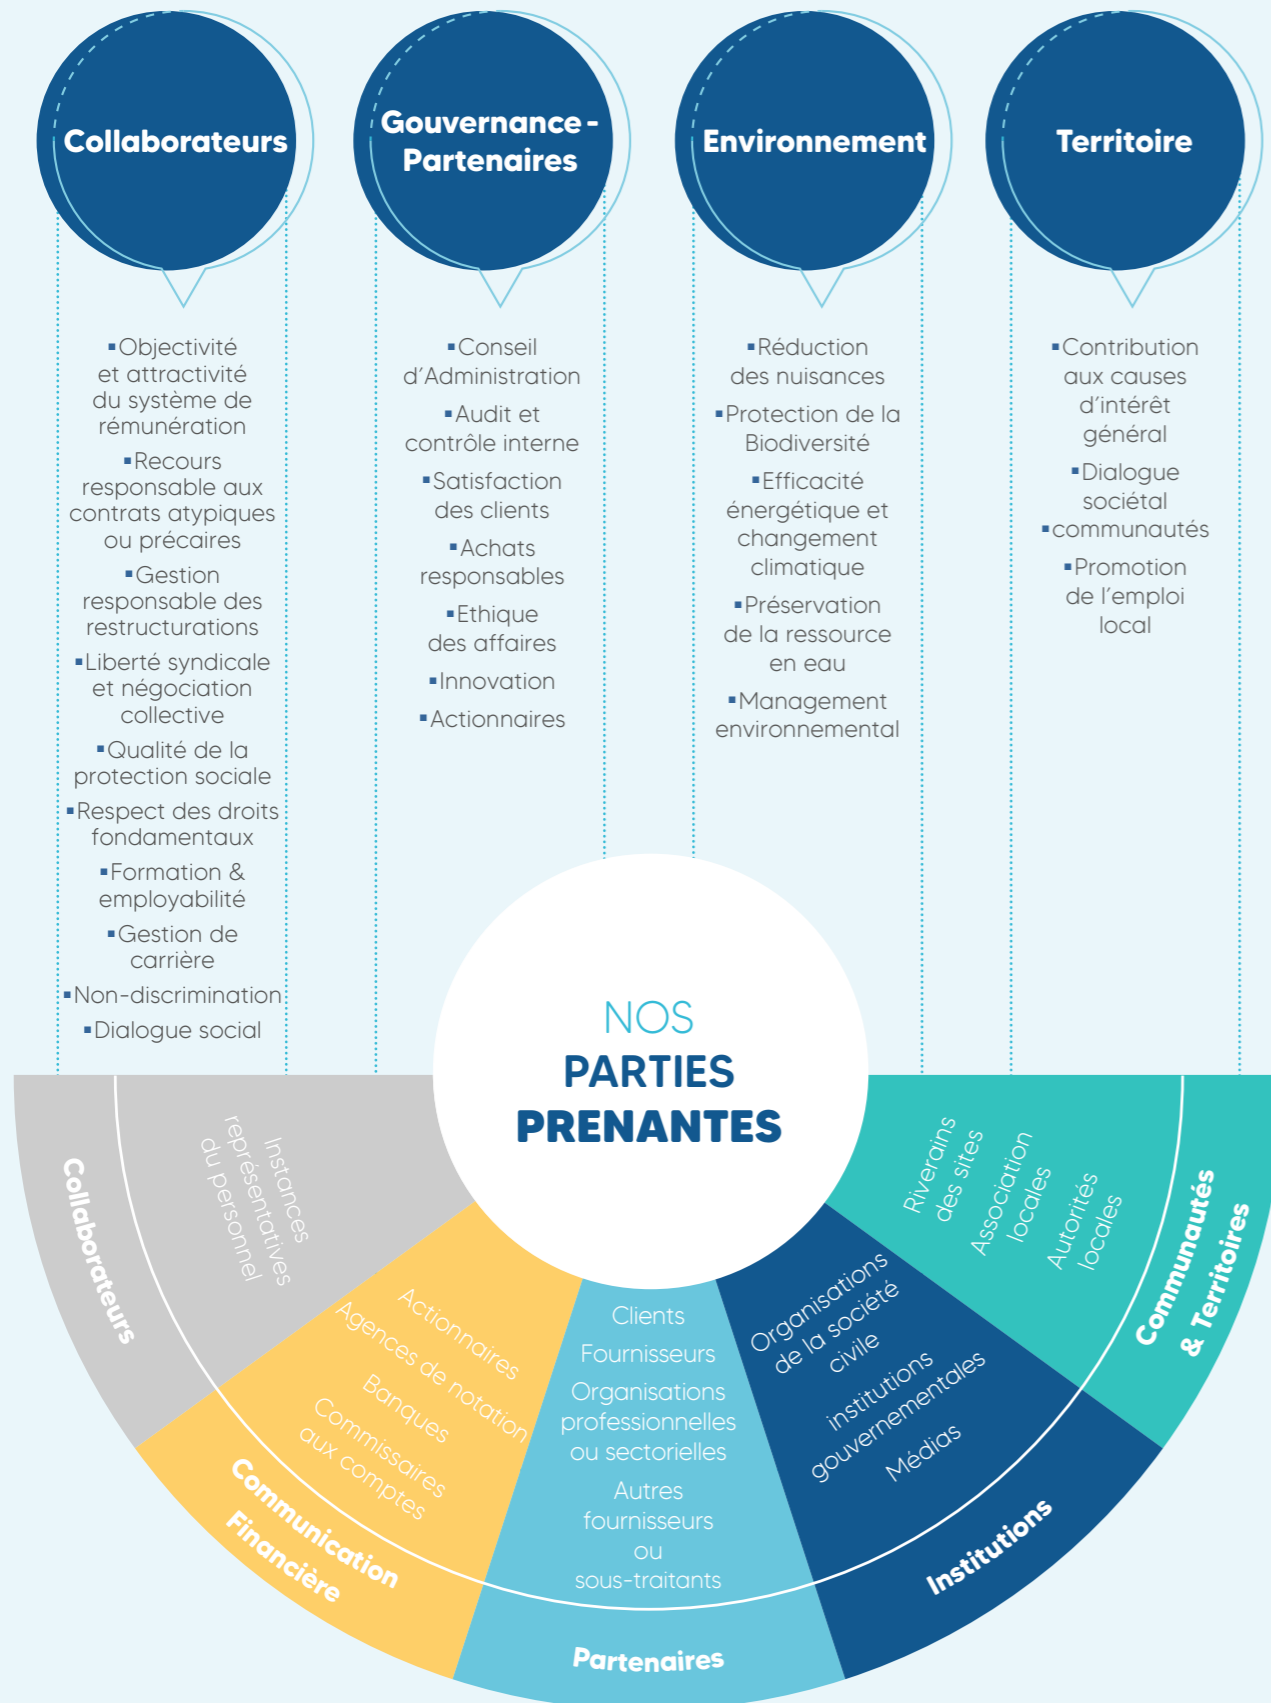 Collaborateurs
▪Objectivité
et attractivité
du système de
rémunération
▪Recours
responsable aux
contrats atypiques
ou précaires
▪Gestion
responsable des
restructurations
▪Liberté syndicale
et négociation
collective
▪Qualité de la
protection sociale
▪Respect des droits
fondamentaux
▪Formation &
employabilité
▪Gestion de
carrière
▪Non-discrimination
▪Dialogue social
Gouvernance-
Partenaires
▪Conseil
d’Administration
▪Audit et
contrôle interne
▪Satisfaction
des clients
▪Achats
responsables
▪Ethique
des affaires
▪Innovation
▪Actionnaires
Environnement
▪Réduction
des nuisances
▪Protection de la
Biodiversité
▪Efficacité
énergétique et
changement
climatique
▪Préservation
de la ressource
en eau
▪Management
environnemental
Territoire
▪Contribution
aux causes
d’intérêt
général
▪Dialogue
sociétal
▪communautés
▪Promotion
de l’emploi
local
NOS
PARTIES
PRENANTES
Collaborateurs
Instances
représentatives
du personnel
Communication
Financière
Actionnaires
Agences de notation
Banques
Commissaires
aux comptes
Clients
Fournisseurs
Organisations
professionnelles
ou sectorielles
Autres
fournisseurs
ou
sous-traitants
Partenaires
Organisations
de la société
civile
institutions
gouvernementales
Médias
Institutions
Riverains
des sites
Association
locales
Autorités
locales
Communautés
& Territoires